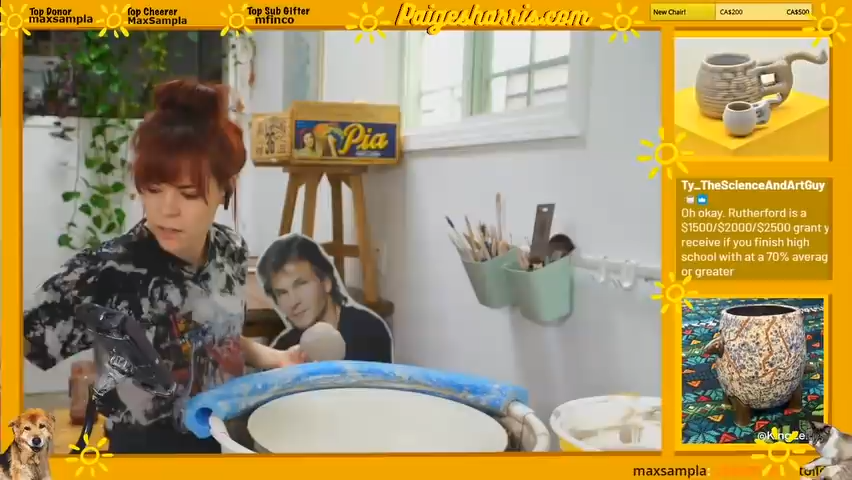 Top Donor
maxsampla
Top Cheerer
MaxSampla
Top Sub Gifter
mfinco
Paigesharris.com
New Chair!
CA$200
CA$500
Pia
Ty_TheScienceAndArtGuy
Oh okay. Rutherford is a
$1500/$2000/$2500 grant y
receive if you finish high
school with at a 70% averag
or greater
maxsampla: